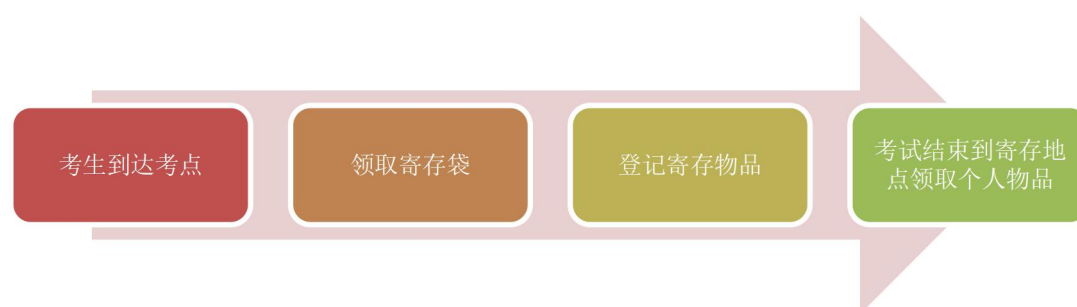 考生到达考点
领取寄存袋
登记寄存物品
考试结束到寄存地
点领取个人物品